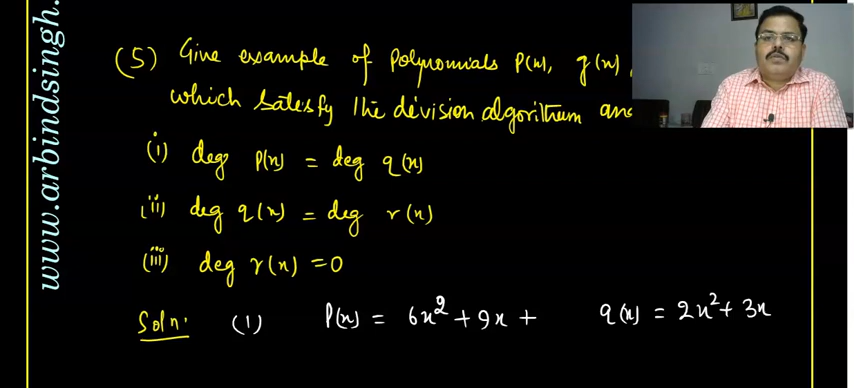 www.arbindsingh.
(5) Give example of Polynomials P(x), g(x),
which satisfy the division algorithum and
(i) deg P(x) = deg q(x)
(ii) deg q(x) = deg r(x)
(iii) deg r(x) = 0
Soln: (1) P(x) = 6x² + 9x + q(x) = 2x² + 3x